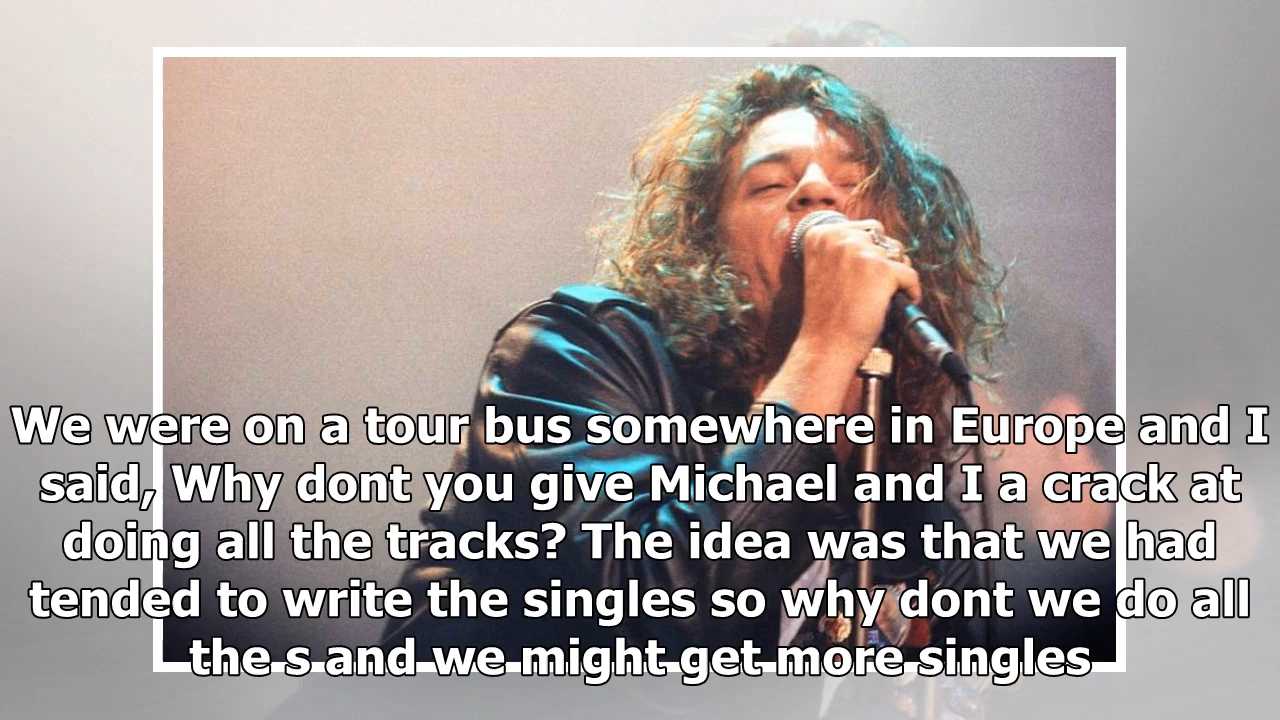 We were on a tour bus somewhere in Europe and I
said, Why dont you give Michael and I a crack at
doing all the tracks? The idea was that we had
tended to write the singles so why dont we do all
the s and we might get more singles